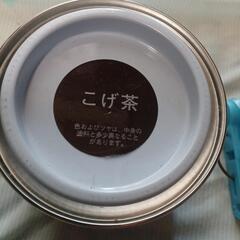 こげ茶
色およびツヤは、中身の
塗料と多少異なること
があります。